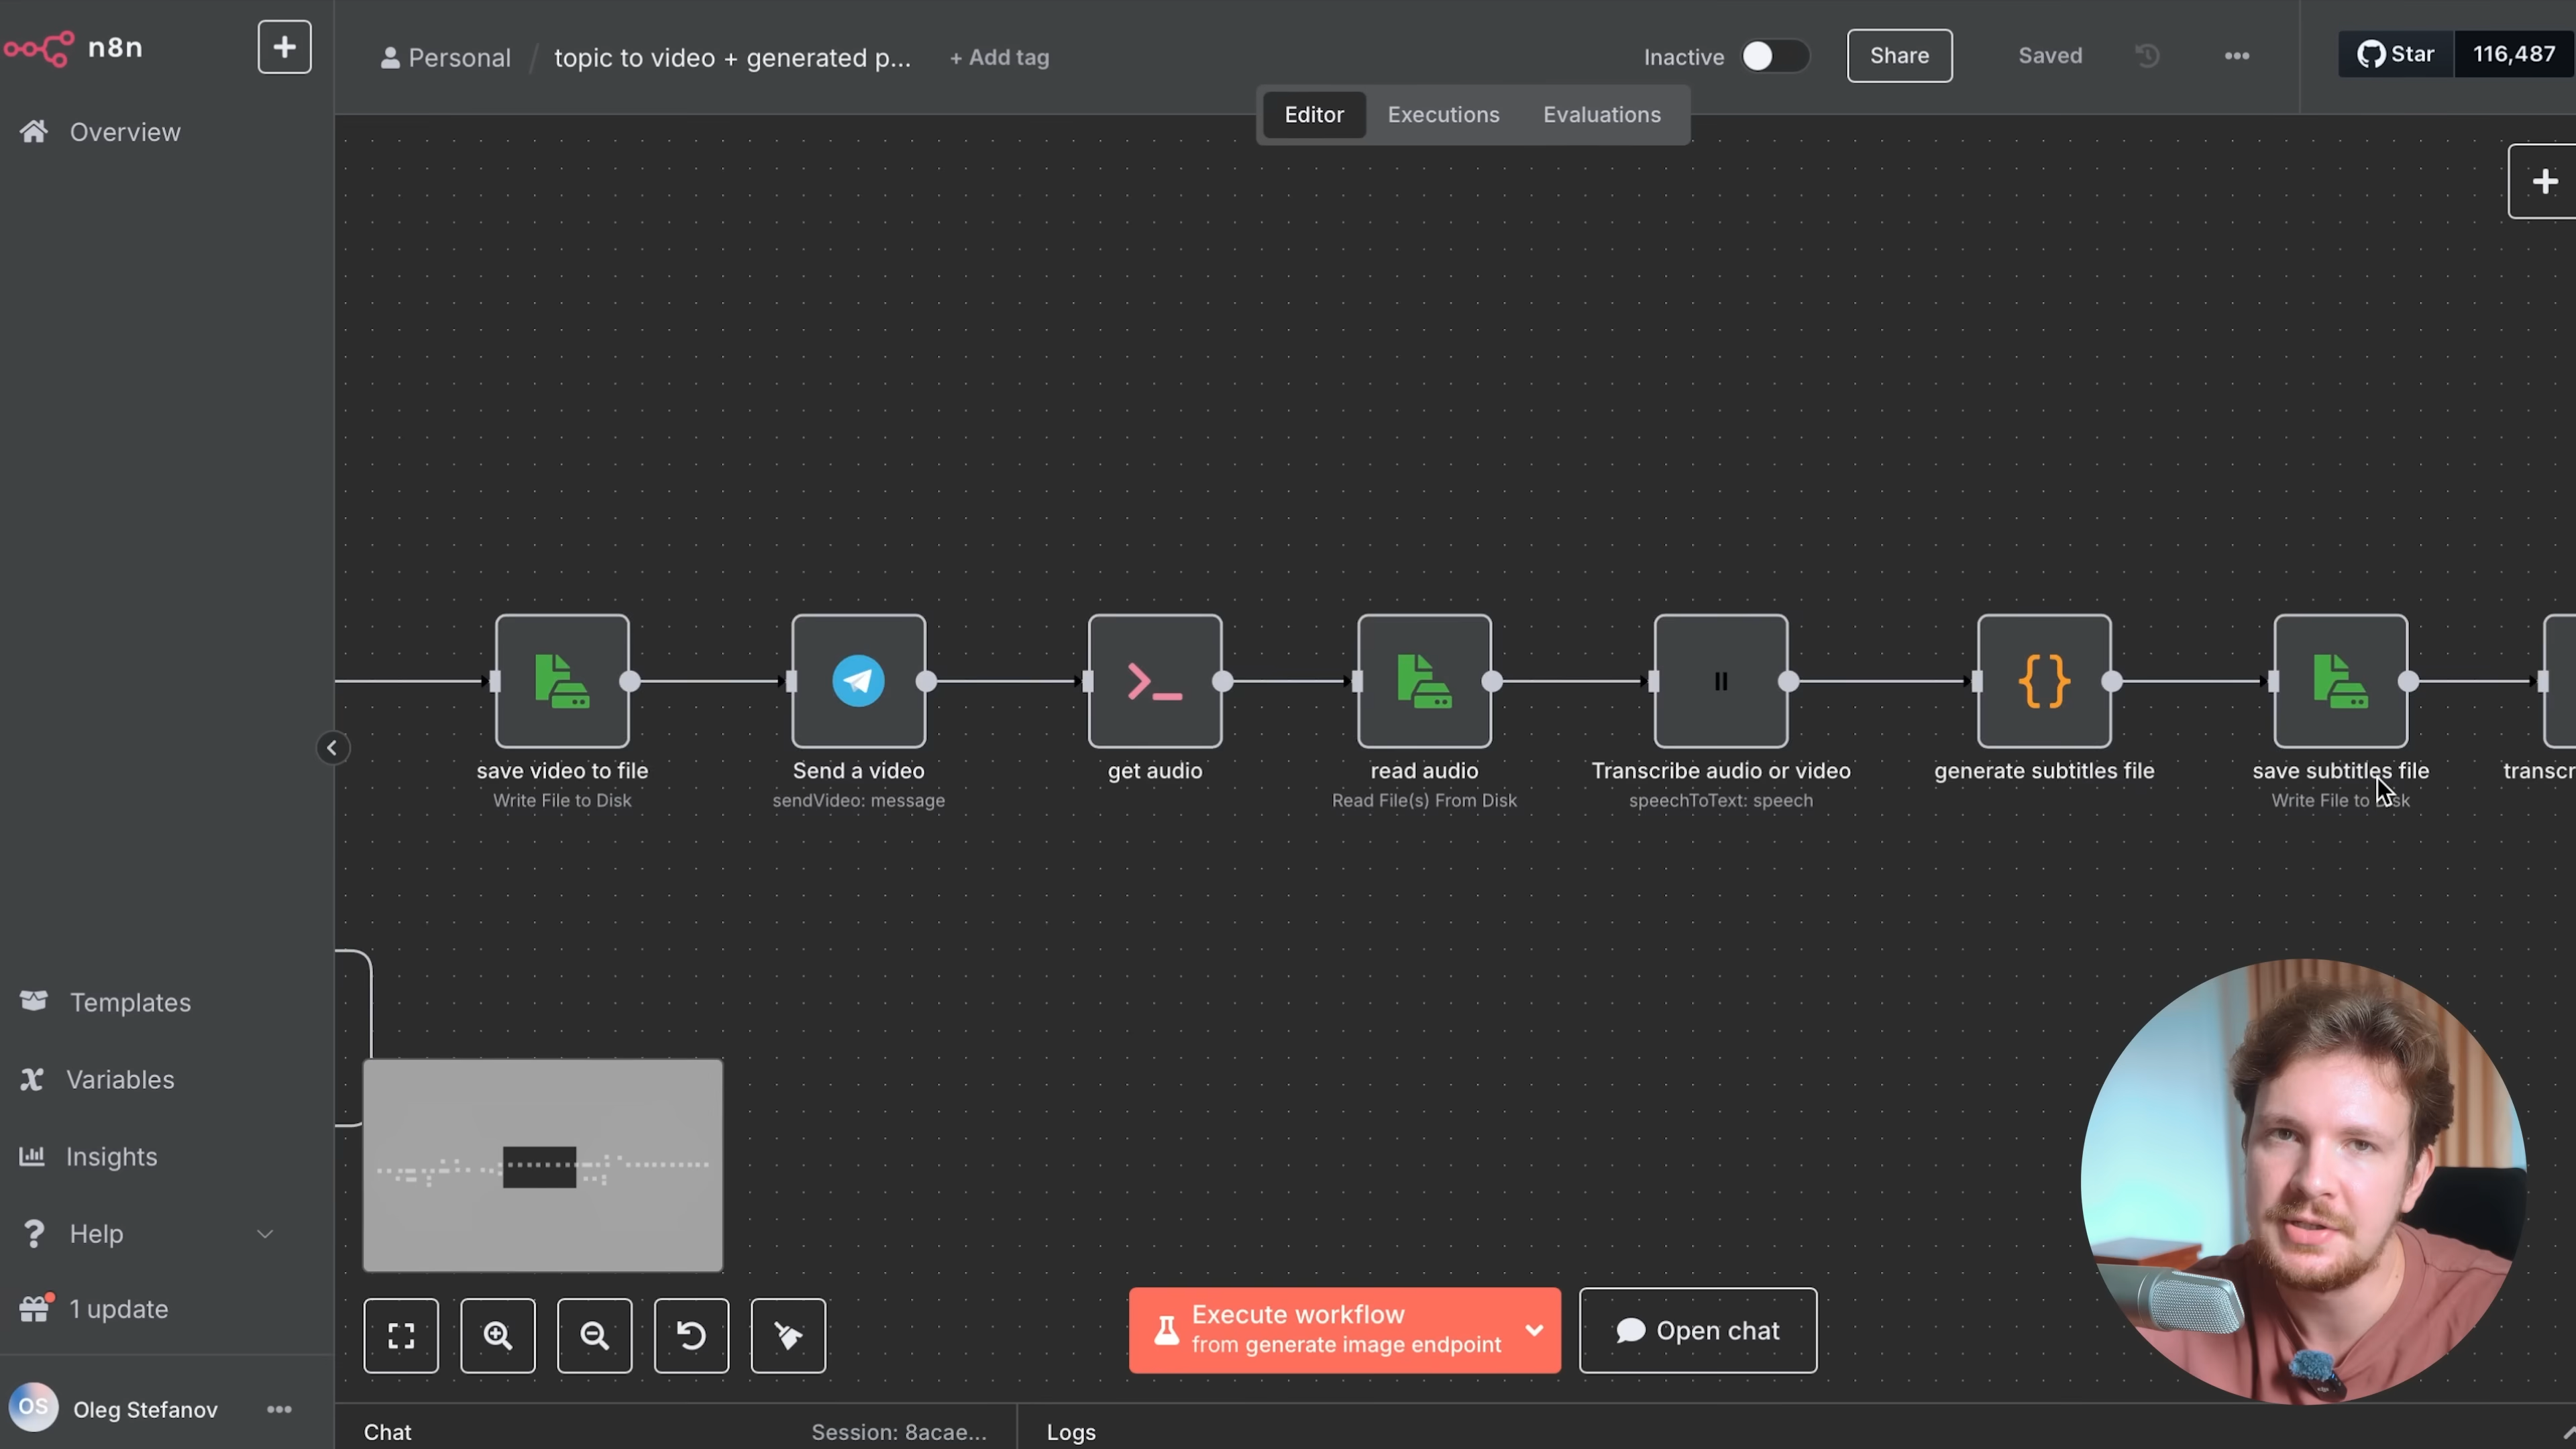 n8n
Personal / topic to video + generated p... + Add tag
Inactive Share Saved Star 116,487
Editor Executions Evaluations
Overview
save video to file
Write File to Disk
Send a video
sendVideo: message
get audio
read audio
Read File(s) From Disk
Transcribe audio or video
speechToText: speech
generate subtitles file
save subtitles file
Write File to Disk
transcr
Templates
Variables
Insights
Help
1 update
OS Oleg Stefanov
Execute workflow
from generate image endpoint
Open chat
Chat Session: 8acae... Logs